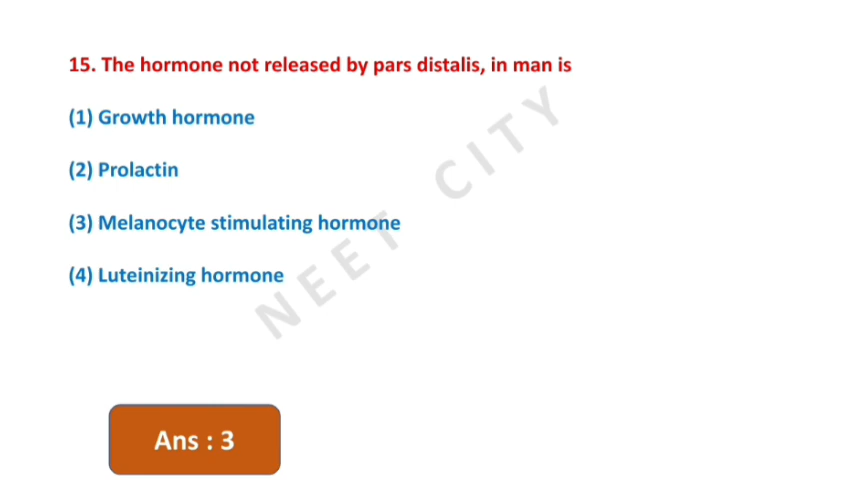 15. The hormone not released by pars distalis, in man is
(1) Growth hormone
(2) Prolactin
(3) Melanocyte stimulating hormone
(4) Luteinizing hormone
NEET CITY
Ans : 3